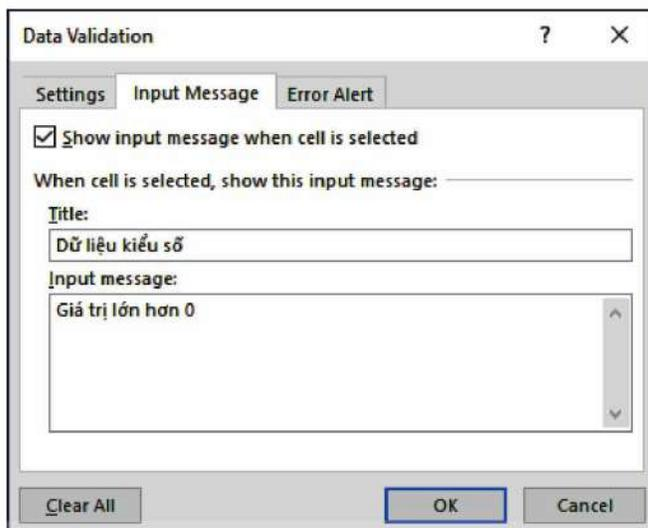 Data Validation ? ×
Settings Input Message Error Alert
Show input message when cell is selected
When cell is selected, show this input message:
Title:
Dữ liệu kiểu số
Input message:
Giá trị lớn hơn 0
Clear All OK Cancel